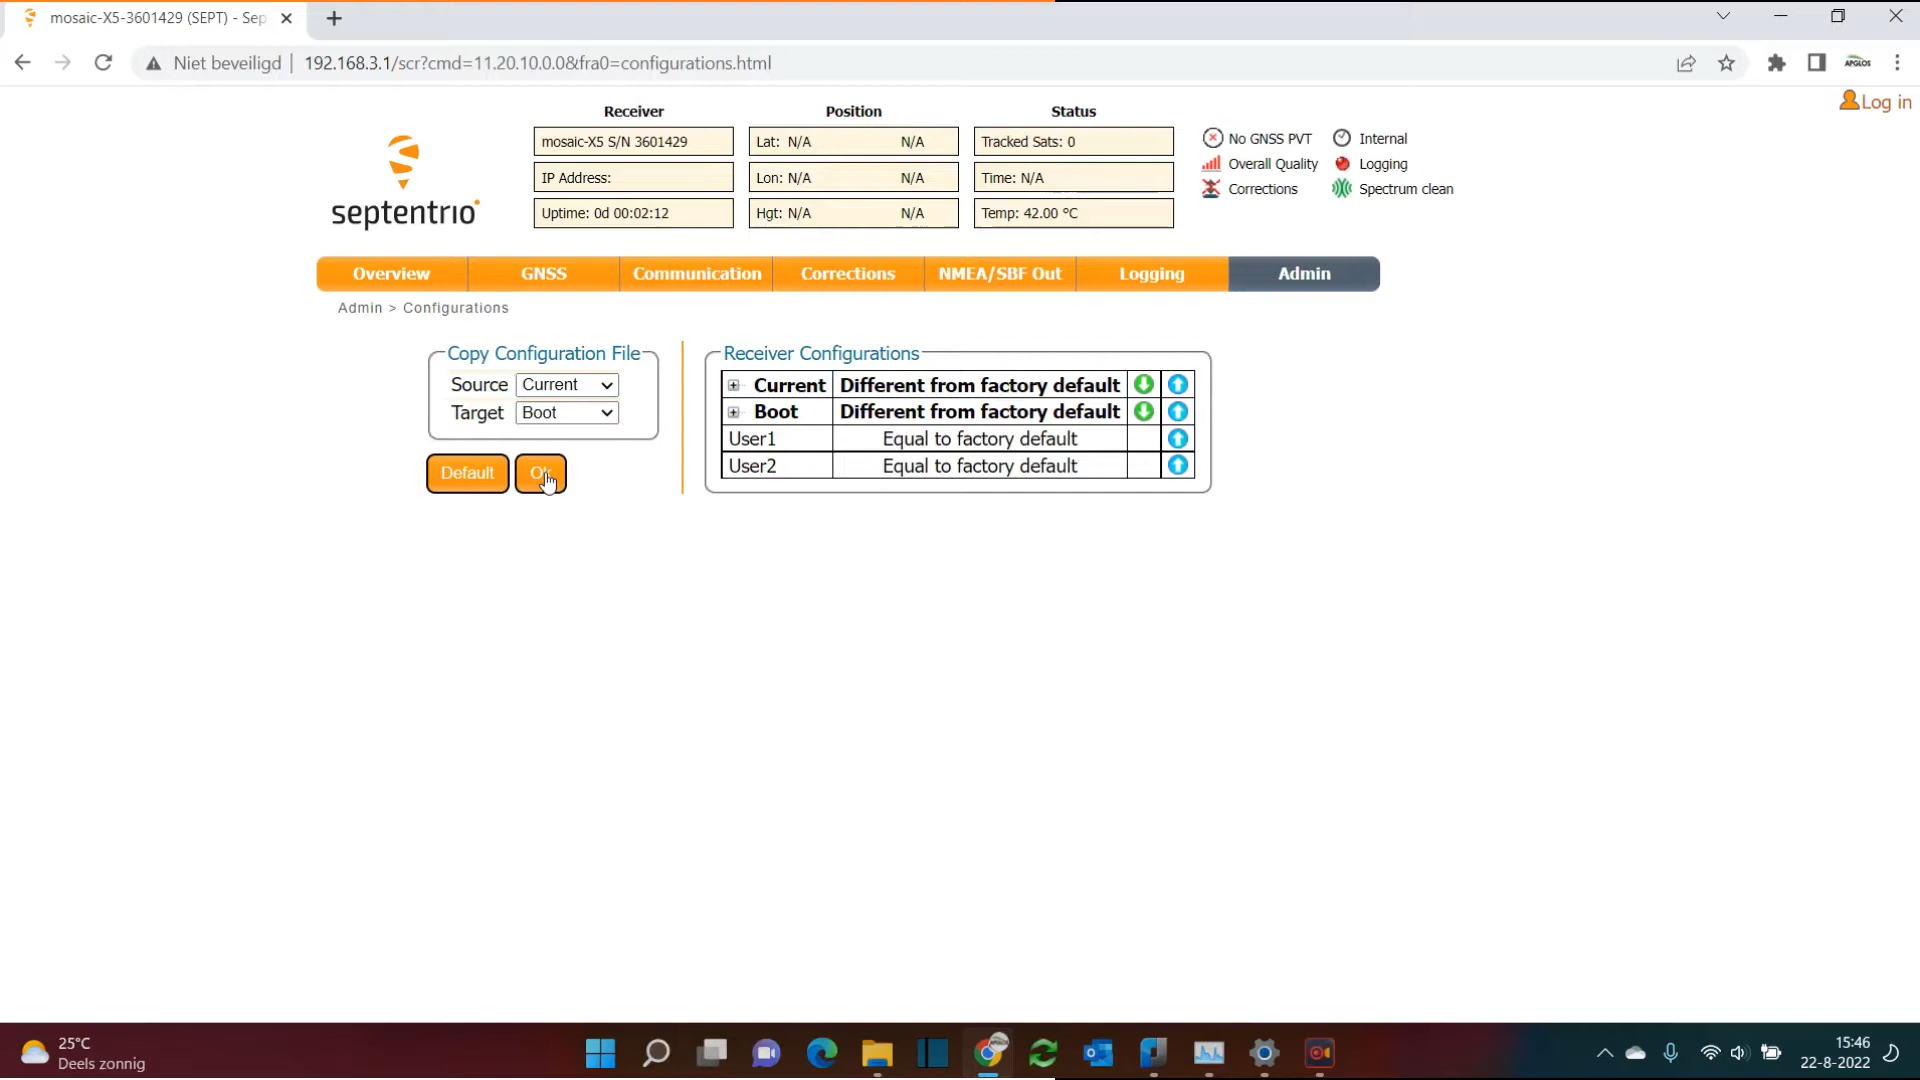 mosaic-X5-3601429 (SEPT) - Sep
Niet beveiligd | 192.168.3.1/scr?cmd=11.20.10.0.0&fra0=configurations.html
APGLOS
Log in
septentrio
Receiver
mosaic-X5 S/N 3601429
IP Address:
Uptime: 0d 00:02:12
Position
Lat: N/A N/A
Lon: N/A N/A
Hgt: N/A N/A
Status
Tracked Sats: 0
Time: N/A
Temp: 42.00 °C
No GNSS PVT Internal
Overall Quality Logging
Corrections Spectrum clean
Overview GNSS Communication Corrections NMEA/SBF Out Logging Admin
Admin > Configurations
Copy Configuration File
Source Current
Target Boot
Default Ok
Receiver Configurations
Current Different from factory default
Boot Different from factory default
User1 Equal to factory default
User2 Equal to factory default
25°C
Deels zonnig
15:46
22-8-2022